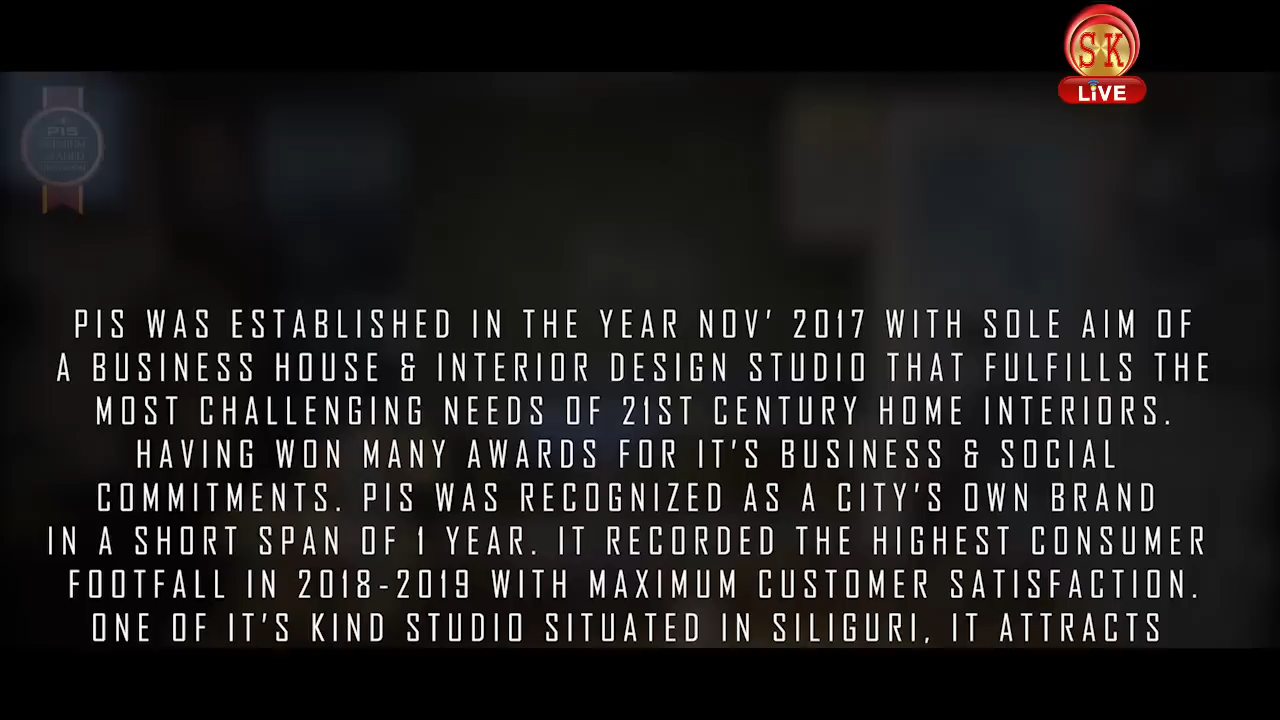 SK
LiVE
PIS
PIS WAS ESTABLISHED IN THE YEAR NOV' 2017 WITH SOLE AIM OF
A BUSINESS HOUSE & INTERIOR DESIGN STUDIO THAT FULFILLS THE
MOST CHALLENGING NEEDS OF 21ST CENTURY HOME INTERIORS.
HAVING WON MANY AWARDS FOR IT'S BUSINESS & SOCIAL
COMMITMENTS. PIS WAS RECOGNIZED AS A CITY'S OWN BRAND
IN A SHORT SPAN OF 1 YEAR. IT RECORDED THE HIGHEST CONSUMER
FOOTFALL IN 2018-2019 WITH MAXIMUM CUSTOMER SATISFACTION.
ONE OF IT'S KIND STUDIO SITUATED IN SILIGURI, IT ATTRACTS